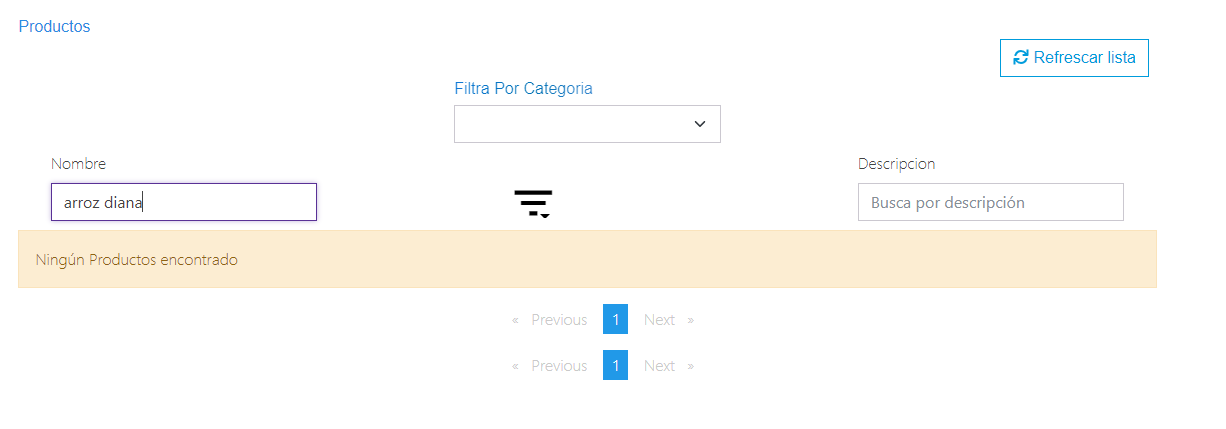 Productos
Refrescar lista
Filtra Por Categoria
Nombre
Descripcion
arroz diana
Busca por descripción
Ningún Productos encontrado
« Previous 1 Next »
« Previous 1 Next »